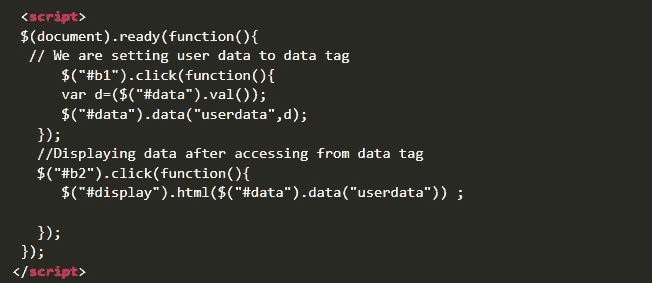 <script>
$(document).ready(function(){
// We are setting user data to data tag
$("#b1").click(function(){
var d=($("#data").val());
$("#data").data("userdata",d);
});
//Displaying data after accessing from data tag
$("#b2").click(function(){
$("#display").html($("#data").data("userdata")) ;
});
});
</script>